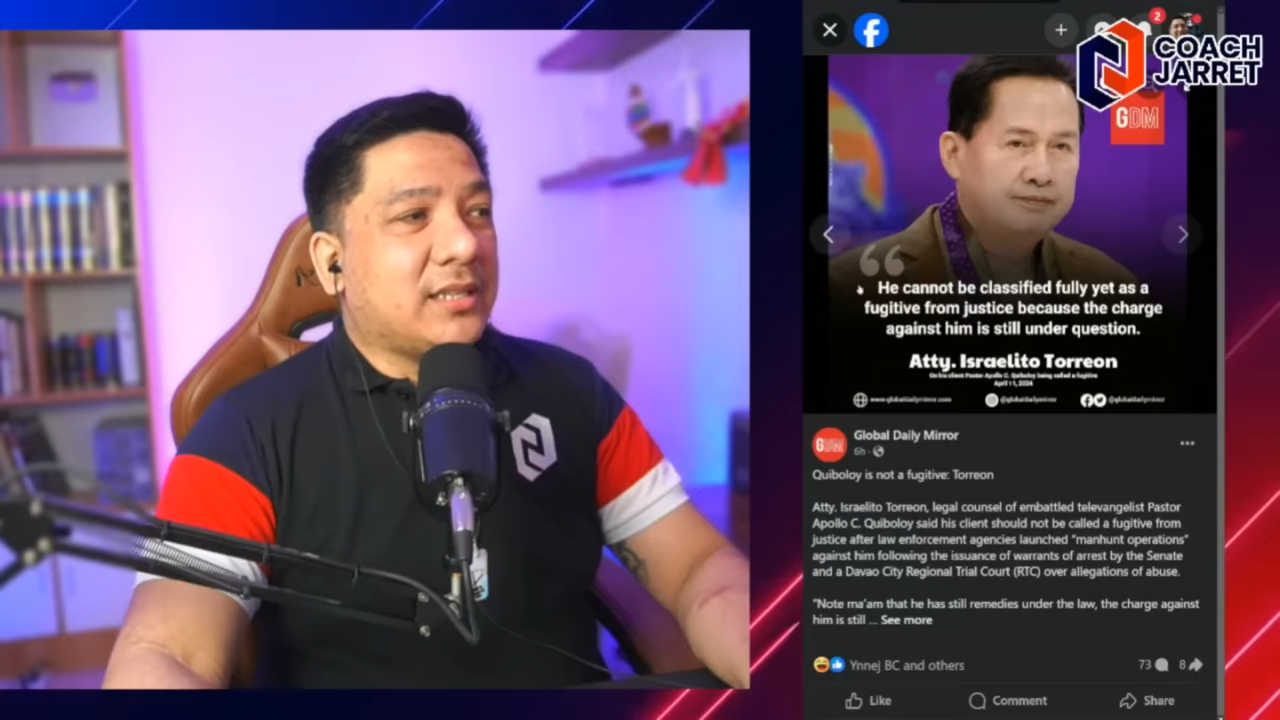 2
COACH
JARRET
GDM
He cannot be classified fully yet as a
fugitive from justice because the charge
against him is still under question.
Atty. Israelito Torreon
On his client Pastor Apollo C. Quiboloy being called a fugitive
April 11, 2024
www.globaldailymirror.com
@globaldailymirror
@globaldailymirror
GDM
Global Daily Mirror
6h
Quiboloy is not a fugitive: Torreon
Atty. Israelito Torreon, legal counsel of embattled televangelist Pastor
Apollo C. Quiboloy said his client should not be called a fugitive from
justice after law enforcement agencies launched "manhunt operations"
against him following the issuance of warrants of arrest by the Senate
and a Davao City Regional Trial Court (RTC) over allegations of abuse.
"Note ma'am that he has still remedies under the law, the charge against
him is still ... See more
Ynnej BC and others
73
8
Like
Comment
Share